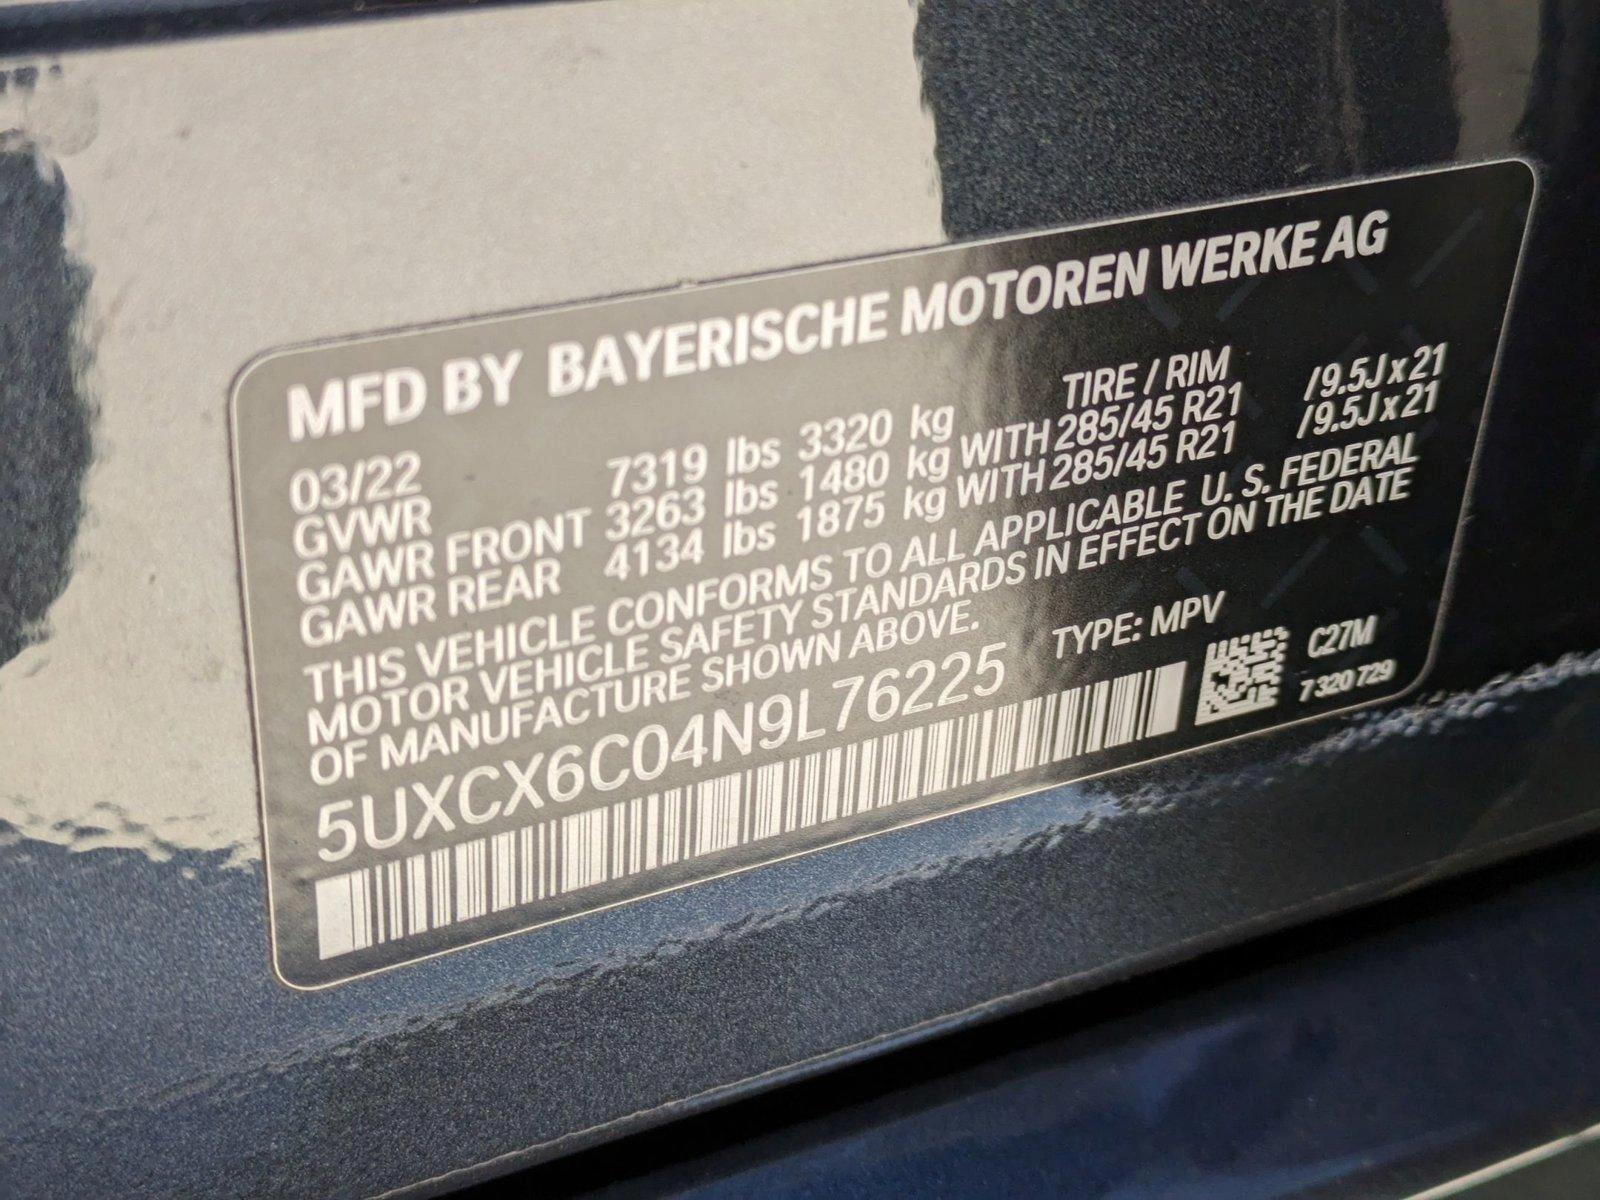 MFD BY BAYERISCHE MOTOREN WERKE AG
03/22 TIRE / RIM
GVWR 7319 lbs 3320 kg
GAWR FRONT 3263 lbs 1480 kg WITH 285/45 R21 /9.5J x 21
GAWR REAR 4134 lbs 1875 kg WITH 285/45 R21 /9.5J x 21
THIS VEHICLE CONFORMS TO ALL APPLICABLE U. S. FEDERAL
MOTOR VEHICLE SAFETY STANDARDS IN EFFECT ON THE DATE
OF MANUFACTURE SHOWN ABOVE.
5UXCX6C04N9L76225 TYPE: MPV
C27M
7 320 729